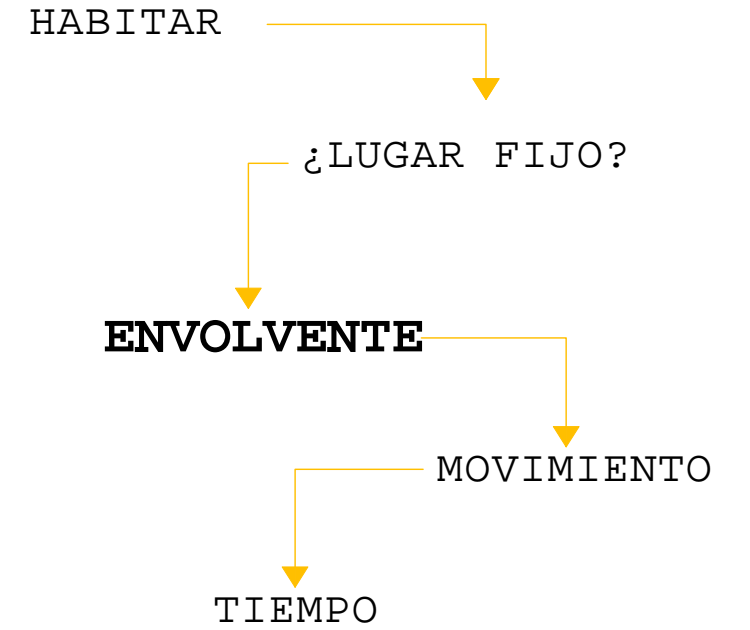 HABITAR
¿LUGAR FIJO?
ENVOLVENTE
MOVIMIENTO
TIEMPO